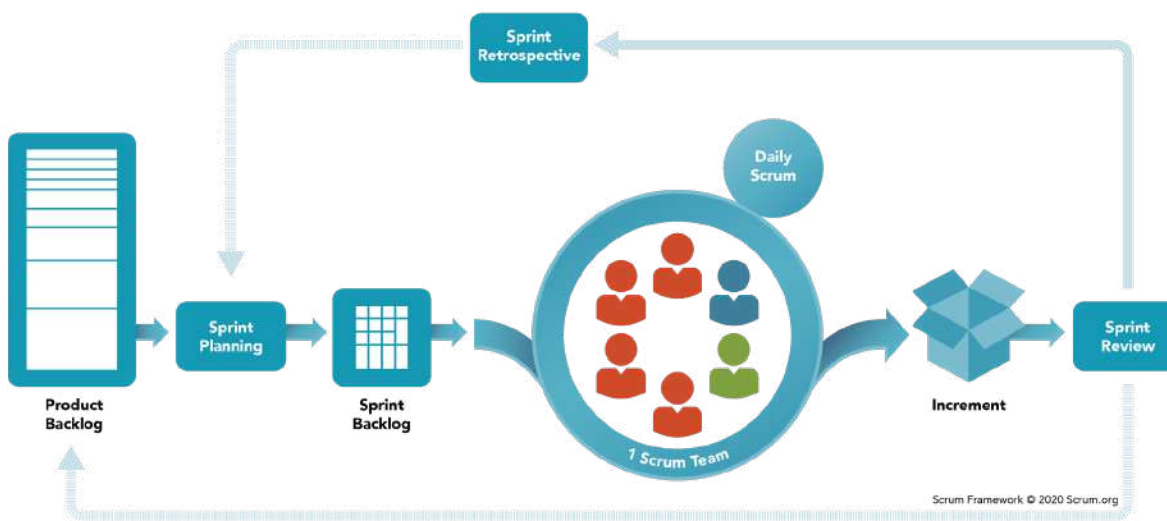 Sprint
Retrospective
Daily
Scrum
Sprint
Planning
Sprint
Review
Product
Backlog
Sprint
Backlog
Increment
1 Scrum Team
Scrum Framework © 2020 Scrum.org